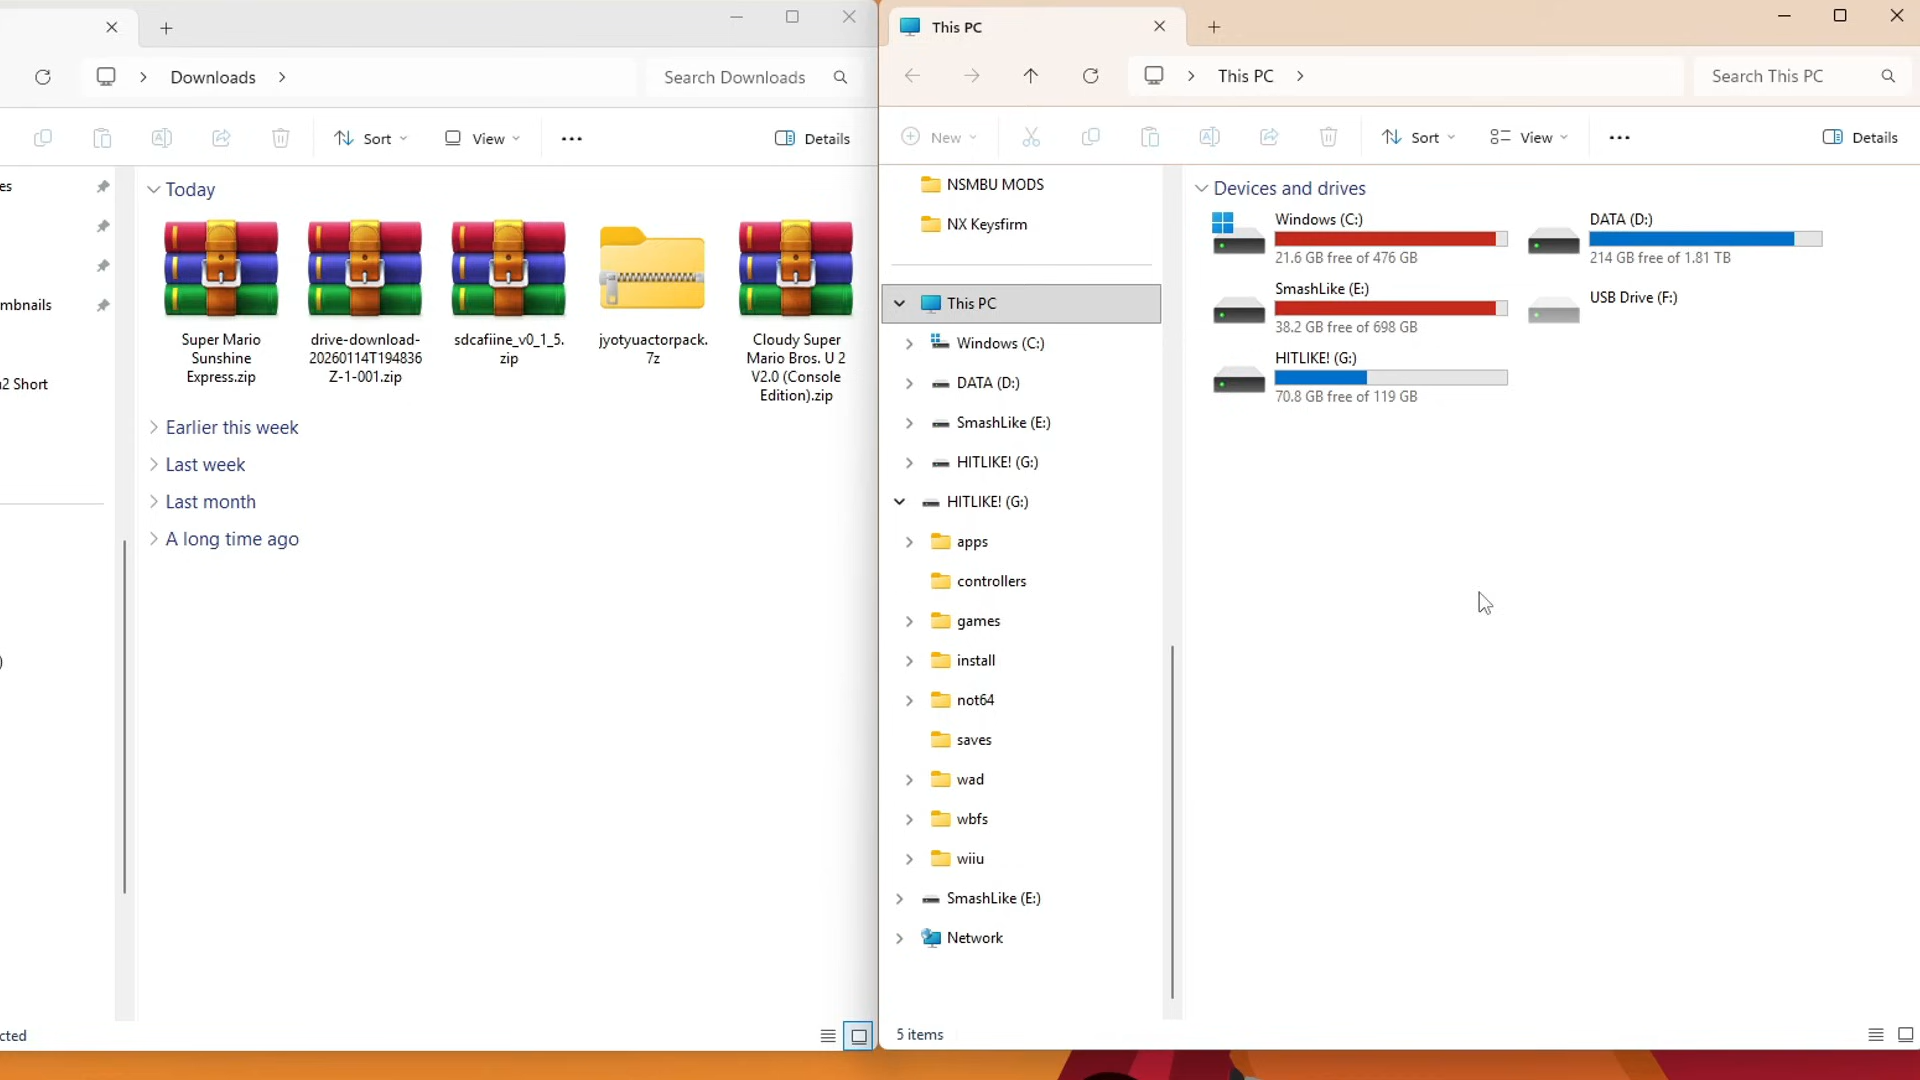 Downloads
Search Downloads
Sort
View
Details
es
mbnails
2 Short
)
Today
Super Mario
Sunshine
Express.zip
drive-download-
20260114T194836
Z-1-001.zip
sdcafiine_v0_1_5.
zip
jyotyuactorpack.
7z
Cloudy Super
Mario Bros. U 2
V2.0 (Console
Edition).zip
Earlier this week
Last week
Last month
A long time ago
cted
This PC
This PC
Search This PC
New
Sort
View
Details
NSMBU MODS
NX Keysfirm
This PC
Windows (C:)
DATA (D:)
SmashLike (E:)
HITLIKE! (G:)
HITLIKE! (G:)
apps
controllers
games
install
not64
saves
wad
wbfs
wiiu
SmashLike (E:)
Network
Devices and drives
Windows (C:)
21.6 GB free of 476 GB
DATA (D:)
214 GB free of 1.81 TB
SmashLike (E:)
38.2 GB free of 698 GB
USB Drive (F:)
HITLIKE! (G:)
70.8 GB free of 119 GB
5 items